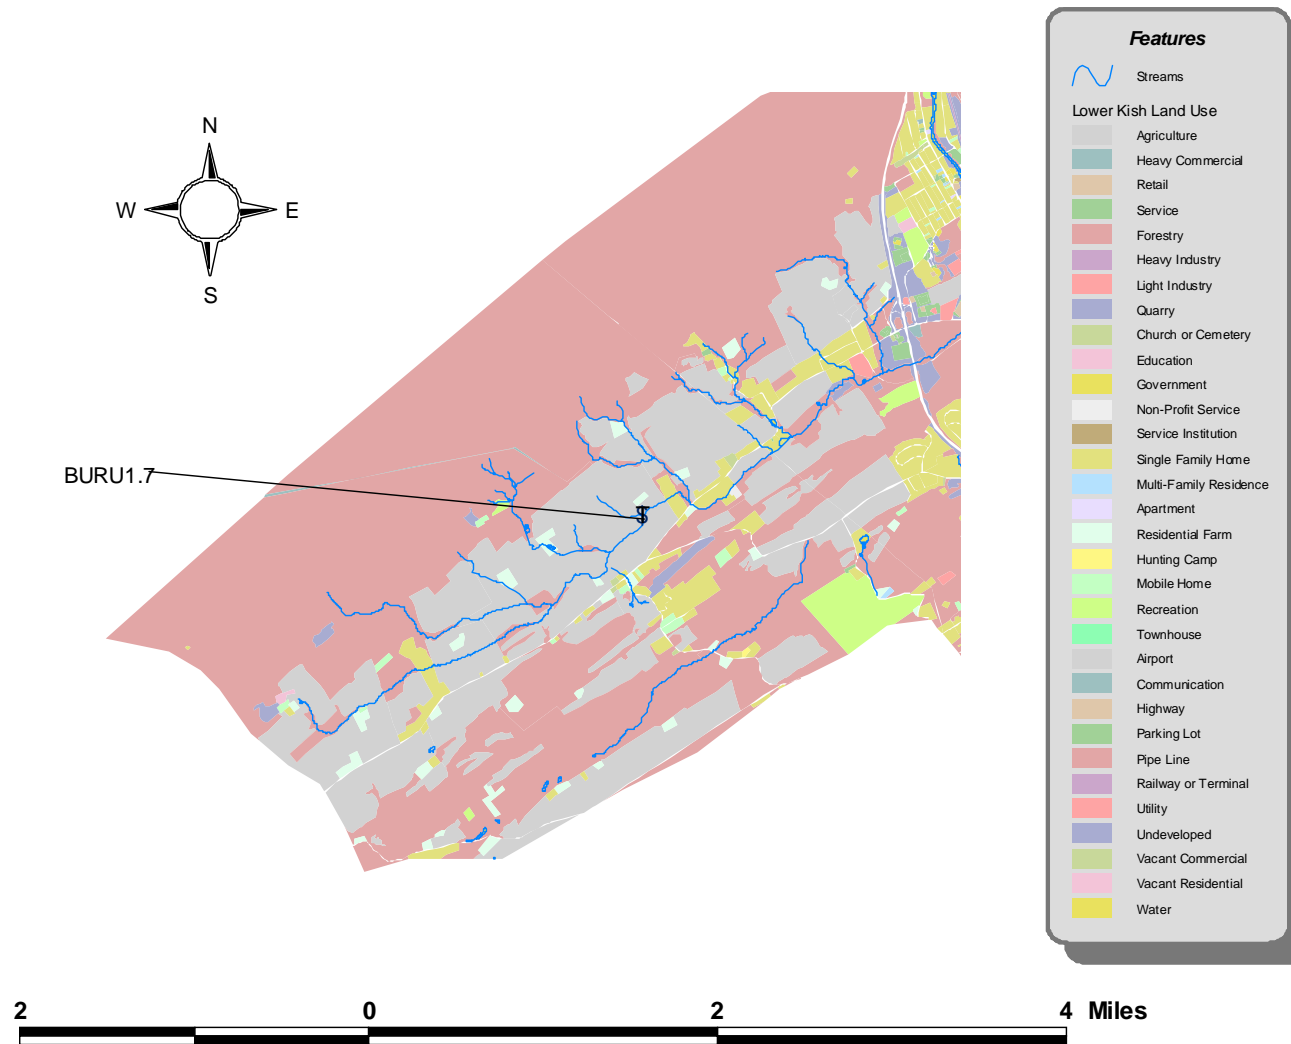 Features
Streams
Lower Kish Land Use
Agriculture
Heavy Commercial
Retail
Service
Forestry
Heavy Industry
Light Industry
Quarry
Church or Cemetery
Education
Government
Non-Profit Service
Service Institution
Single Family Home
Multi-Family Residence
Apartment
Residential Farm
Hunting Camp
Mobile Home
Recreation
Townhouse
Airport
Communication
Highway
Parking Lot
Pipe Line
Railway or Terminal
Utility
Undeveloped
Vacant Commercial
Vacant Residential
Water
N
W E
S
BURU1.7
2 0 2 4 Miles